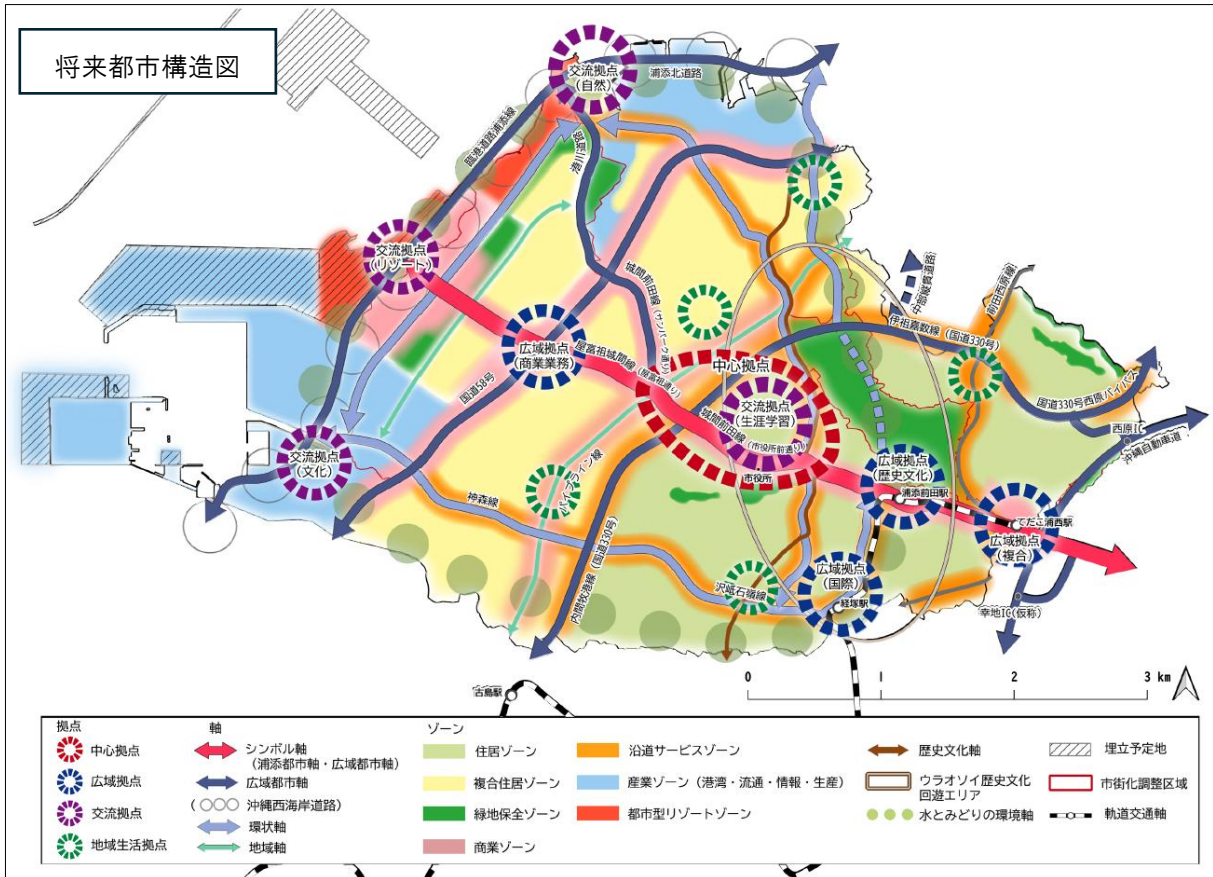 将来都市構造図
交流拠点
(自然)
浦添北道路
臨港道路浦添線
港川道路
交流拠点
(リゾート)
城間前田線(サンパーク通り)
中部縦貫道路
前田西原線
伊祖嘉数線(国道330号)
広域拠点
(商業業務)
屋富祖城間線(屋富祖通り)
中心拠点
国道58号
交流拠点
(生涯学習)
国道330号西原バイパス
城間前田線(市役所前通り)
西原IC
沖縄自動車道
交流拠点
(文化)
市役所
広域拠点
(歴史文化)
浦添前田駅
パイプライン線
神森線
てだこ浦西駅
広域拠点
(複合)
内間牧港線(国道330号)
広域拠点
(国際)
沢岻石嶺線
経塚駅
幸地IC(仮称)
古島駅
0 1 2 3 km
拠点
中心拠点
広域拠点
交流拠点
地域生活拠点
軸
シンボル軸
(浦添都市軸・広域都市軸)
広域都市軸
(○○○ 沖縄西海岸道路)
環状軸
地域軸
ゾーン
住居ゾーン
複合住居ゾーン
緑地保全ゾーン
商業ゾーン
沿道サービスゾーン
産業ゾーン(港湾・流通・情報・生産)
都市型リゾートゾーン
歴史文化軸
ウラオソイ歴史文化
回遊エリア
水とみどりの環境軸
埋立予定地
市街化調整区域
軌道交通軸